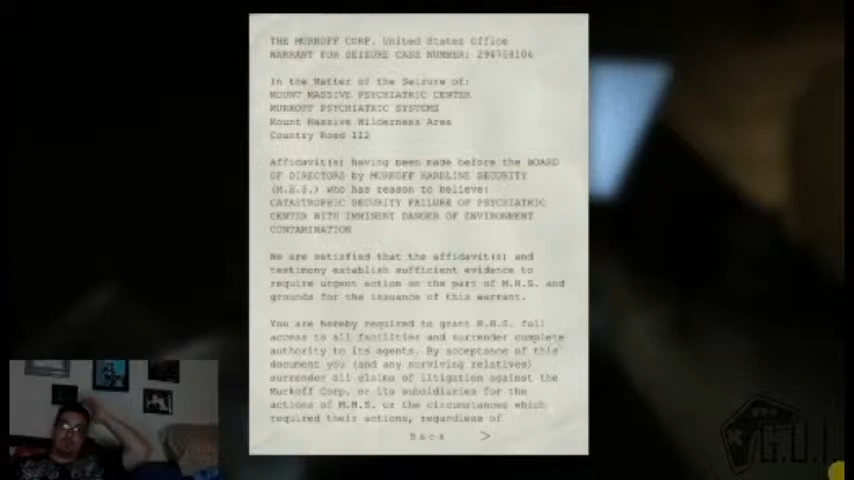 THE MURKOFF CORP. United States Office
WARRANT FOR SEIZURE CASE NUMBER: 294758104
In the Matter of the Seizure of:
MOUNT MASSIVE PSYCHIATRIC CENTER
MURKOFF PSYCHIATRIC SYSTEMS
Mount Massive Wilderness Area
Country Road 112
Affidavit(s) having been made before the BOARD
OF DIRECTORS by MURKOFF HARDLINE SECURITY
(M.H.S.) who has reason to believe:
CATASTROPHIC SECURITY FAILURE OF PSYCHIATRIC
CENTER WITH IMMINENT DANGER OF ENVIRONMENT
CONTAMINATION
We are satisfied that the affidavit(s) and
testimony establish sufficient evidence to
require urgent action on the part of M.H.S. and
grounds for the issuance of this warrant.
You are hereby required to grant M.H.S. full
access to all facilities and surrender complete
authority to its agents. By acceptance of this
document you (and any surviving relatives)
surrender all claims of litigation against the
Murkoff Corp. or its subsidiaries for the
actions of M.H.S. or the circumstances which
required their actions, regardless of
Back >
G.U.I.